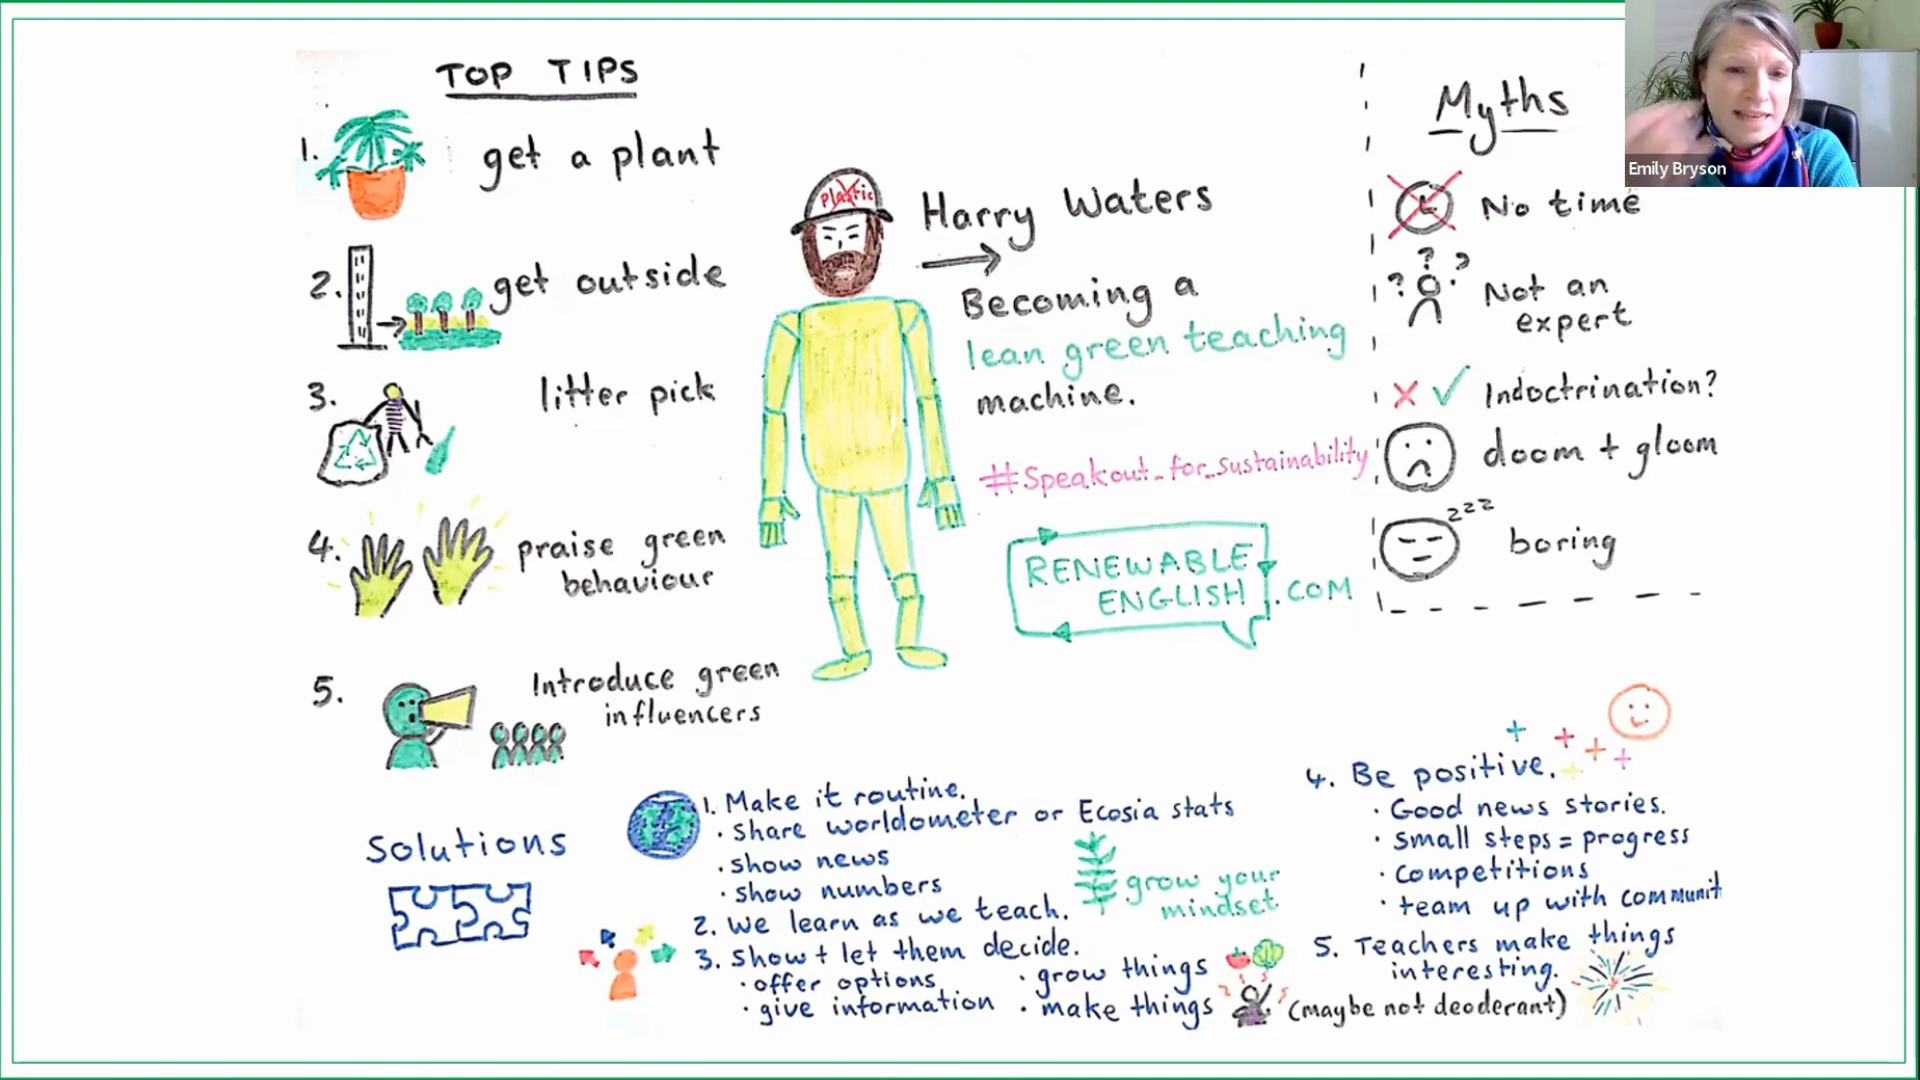 TOP TIPS
1. get a plant
2. get outside
3. litter pick
4. praise green
behaviour
5. Introduce green
influencers
Plastic
Harry Waters
Becoming a
lean green teaching
machine.
#Speakout_for_sustainability
RENEWABLE
ENGLISH .COM
Myths
No time
? ? ?
Not an
expert
Indoctrination?
doom + gloom
zzz
boring
Emily Bryson
Solutions
1. Make it routine.
· Share worldometer or Ecosia stats
· show news
· show numbers
2. We learn as we teach.
3. Show + let them decide.
· offer options
· give information
· grow things
· make things
grow your
mindset
4. Be positive.
· Good news stories.
· Small steps = progress
· Competitions
· team up with communit
5. Teachers make things
interesting.
(maybe not deoderant)